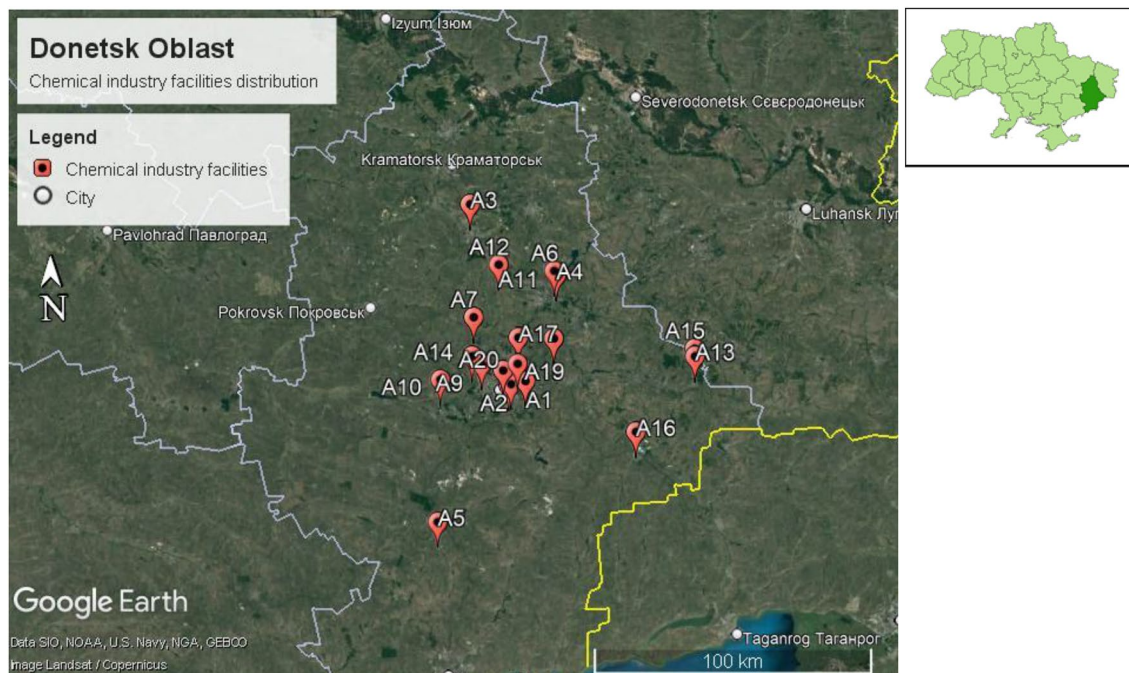 Donetsk Oblast
Chemical industry facilities distribution
Legend
Chemical industry facilities
City
Izyum Ізюм
Severodonetsk Сєвєродонецьк
Kramatorsk Краматорськ
A3
Luhansk Луг
Pavlohrad Павлоград
A12
A6
A11
A4
N
A7
Pokrovsk Покровськ
A17
A15
A14
A20
A13
A10
A9
A19
A2
A1
A16
A5
Google Earth
Data SIO, NOAA, U.S. Navy, NGA, GEBCO
Image Landsat / Copernicus
Taganrog Таганрог
100 km